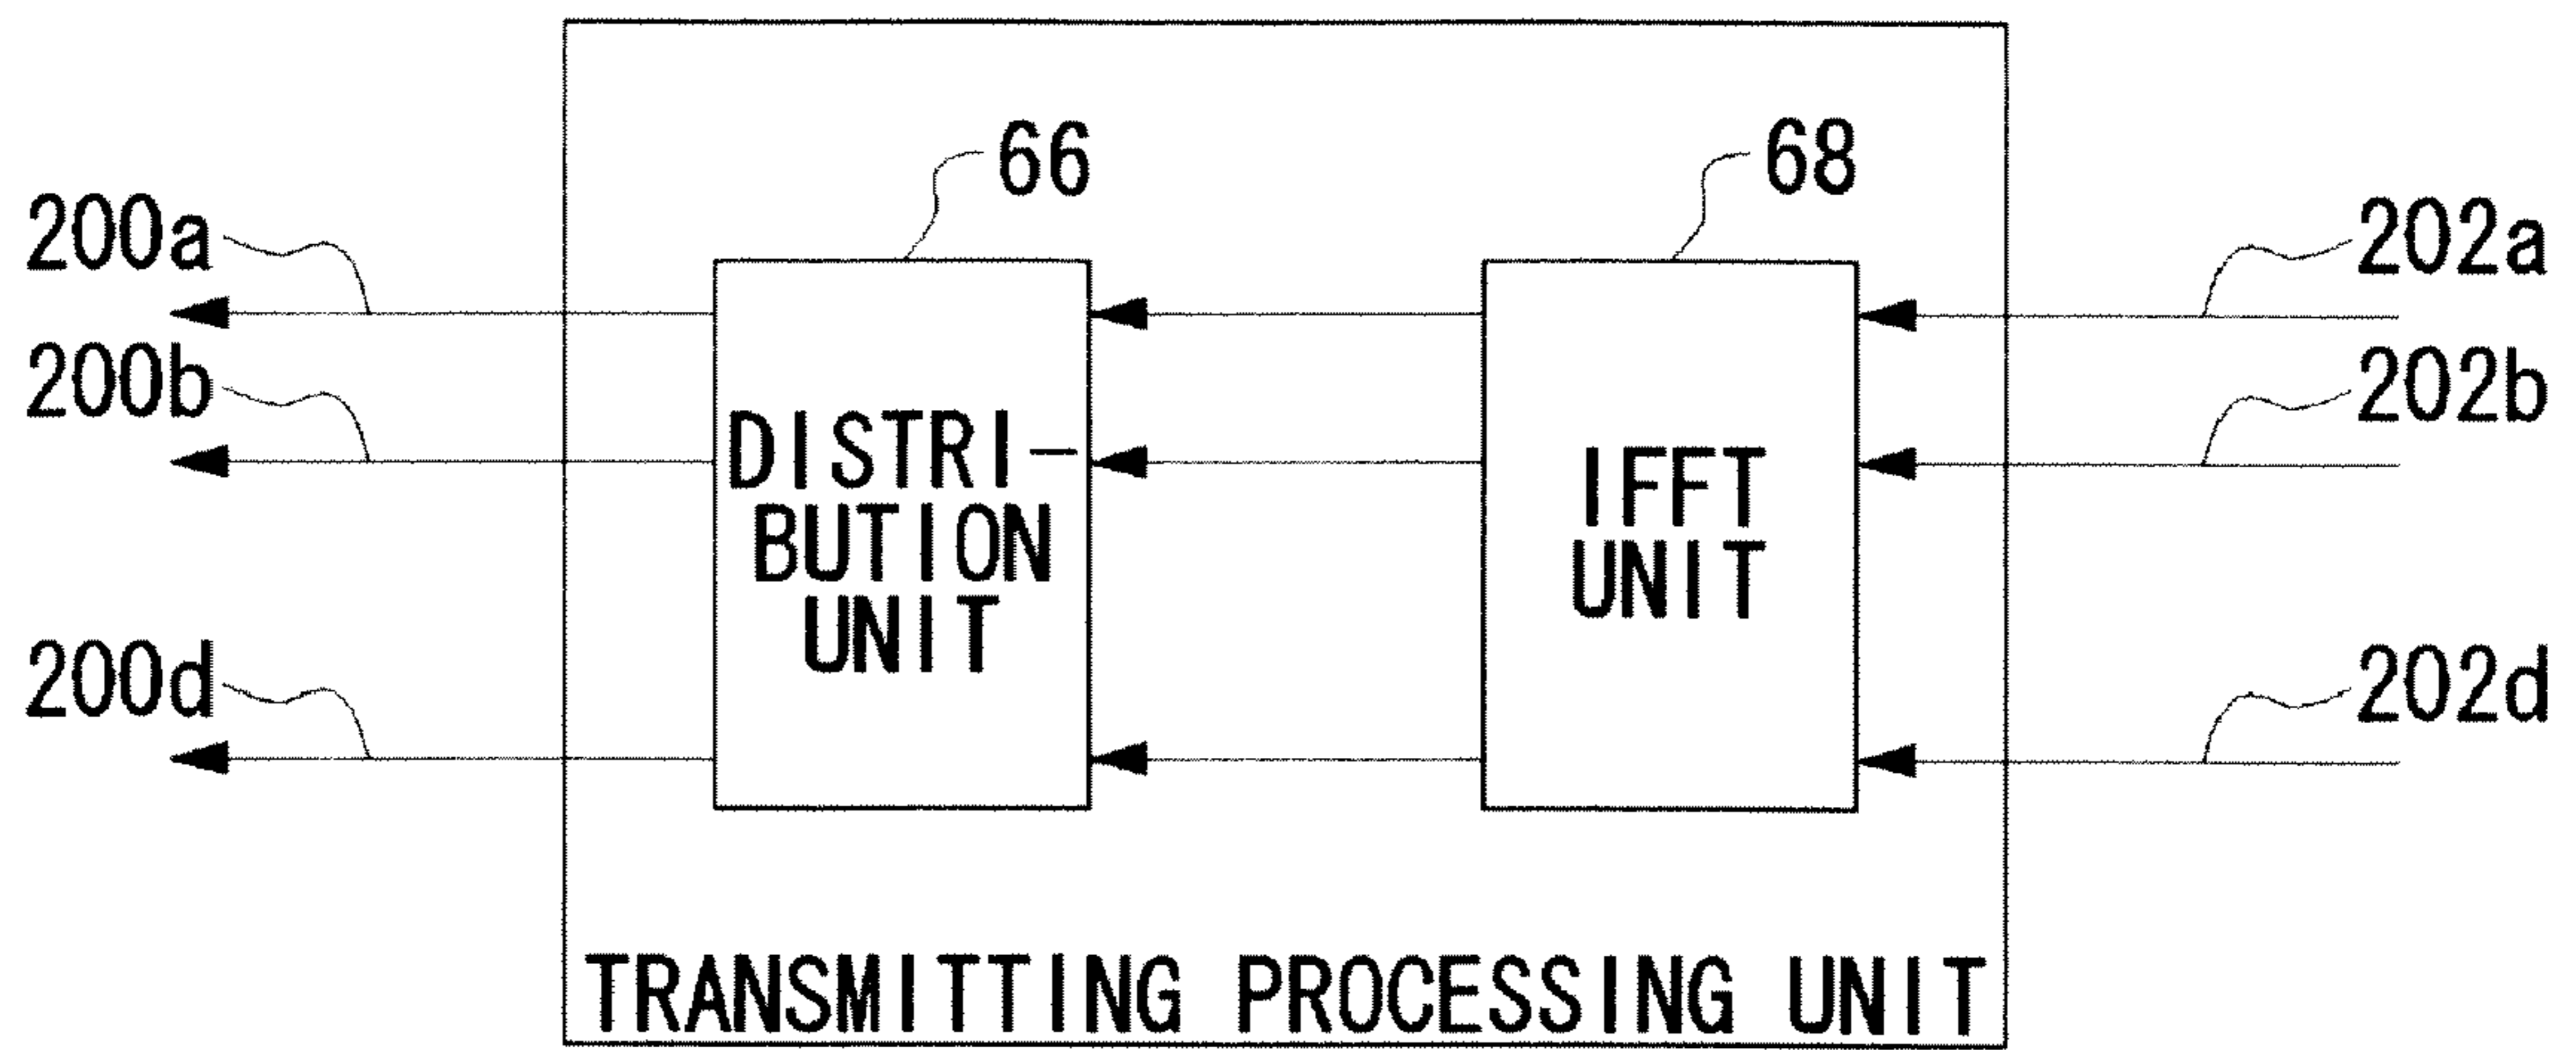 66
68
200a
202a
200b
202b
DISTRI-
BUTION
UNIT
IFFT
UNIT
200d
202d
TRANSMITTING PROCESSING UNIT